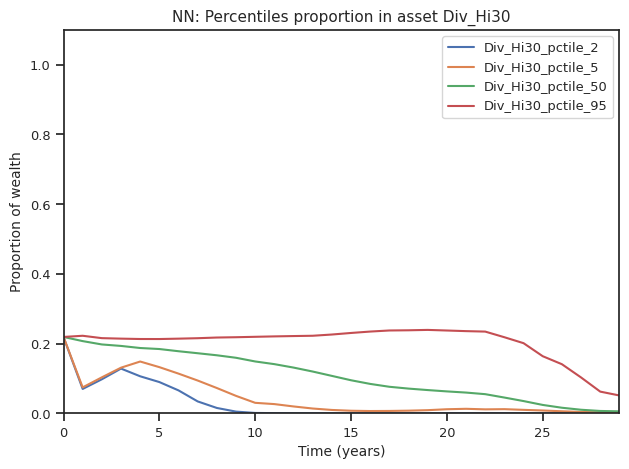 NN: Percentiles proportion in asset Div_Hi30
Div_Hi30_pctile_2
Div_Hi30_pctile_5
Div_Hi30_pctile_50
Div_Hi30_pctile_95
Proportion of wealth
1.0
0.8
0.6
0.4
0.2
0.0
0 5 10 15 20 25
Time (years)